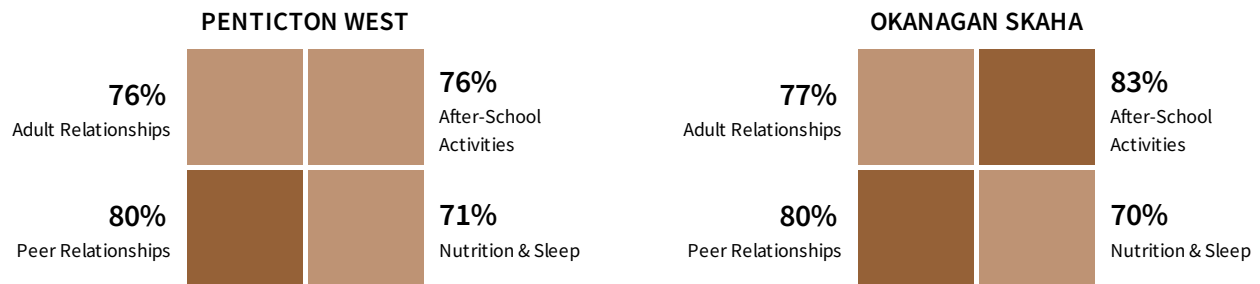 PENTICTON WEST
76%
Adult Relationships
76%
After-School
Activities
80%
Peer Relationships
71%
Nutrition & Sleep
OKANAGAN SKAHA
77%
Adult Relationships
83%
After-School
Activities
80%
Peer Relationships
70%
Nutrition & Sleep